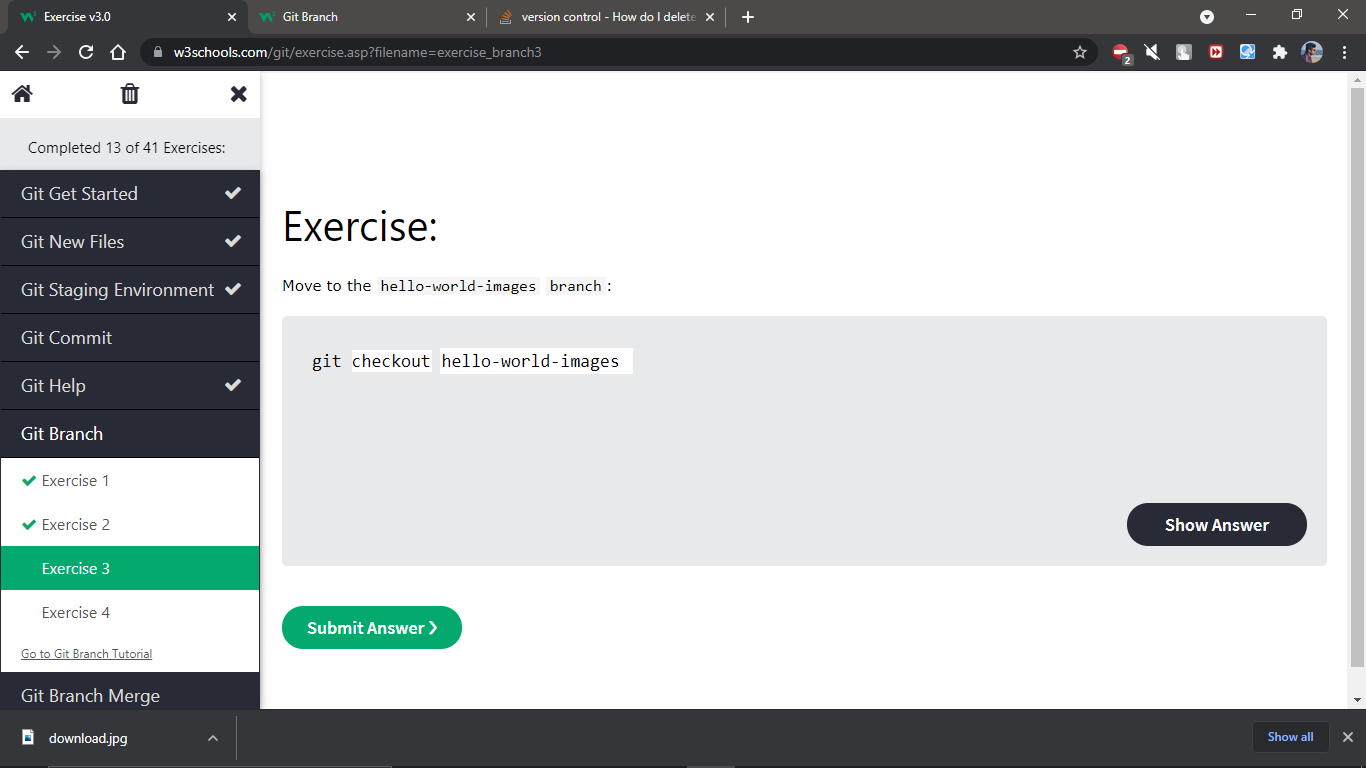 Exercise v3.0
Git Branch
version control - How do I delete
w3schools.com/git/exercise.asp?filename=exercise_branch3
2
Completed 13 of 41 Exercises:
Git Get Started
Git New Files
Git Staging Environment
Git Commit
Git Help
Git Branch
Exercise 1
Exercise 2
Exercise 3
Exercise 4
Go to Git Branch Tutorial
Git Branch Merge
Exercise:
Move to the hello-world-images branch:
git checkout hello-world-images
Show Answer
Submit Answer ❯
download.jpg
Show all